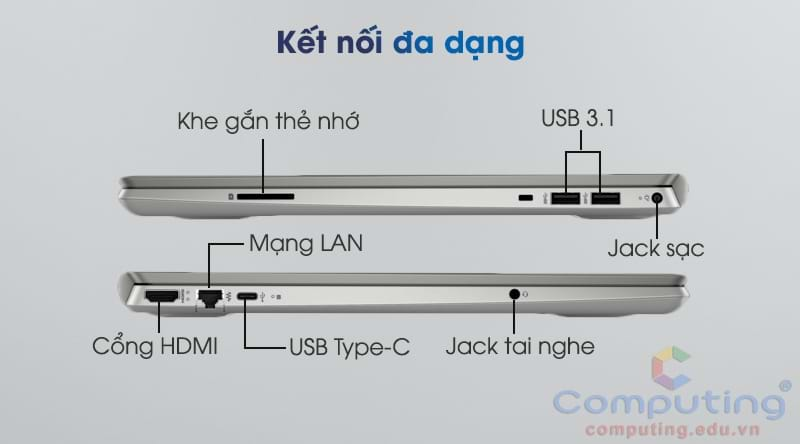 Kết nối đa dạng
Khe gắn thẻ nhớ
USB 3.1
Mạng LAN
Jack sạc
Cổng HDMI
USB Type-C
Jack tai nghe
Computing®
computing.edu.vn